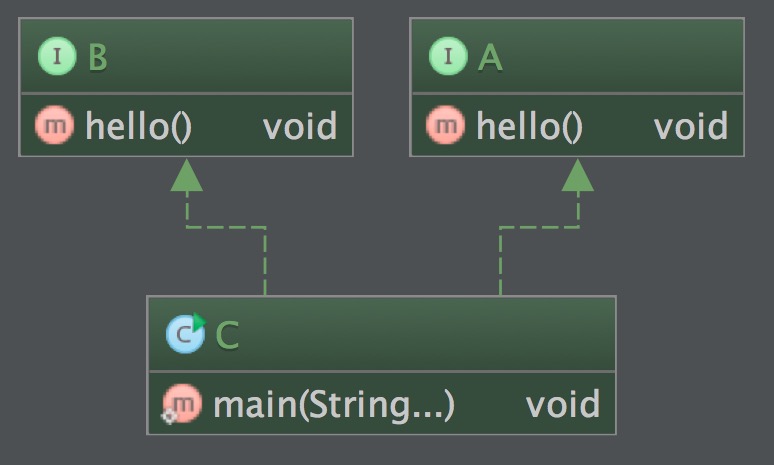 I B
m hello() void
I A
m hello() void
C C
m main(String...) void